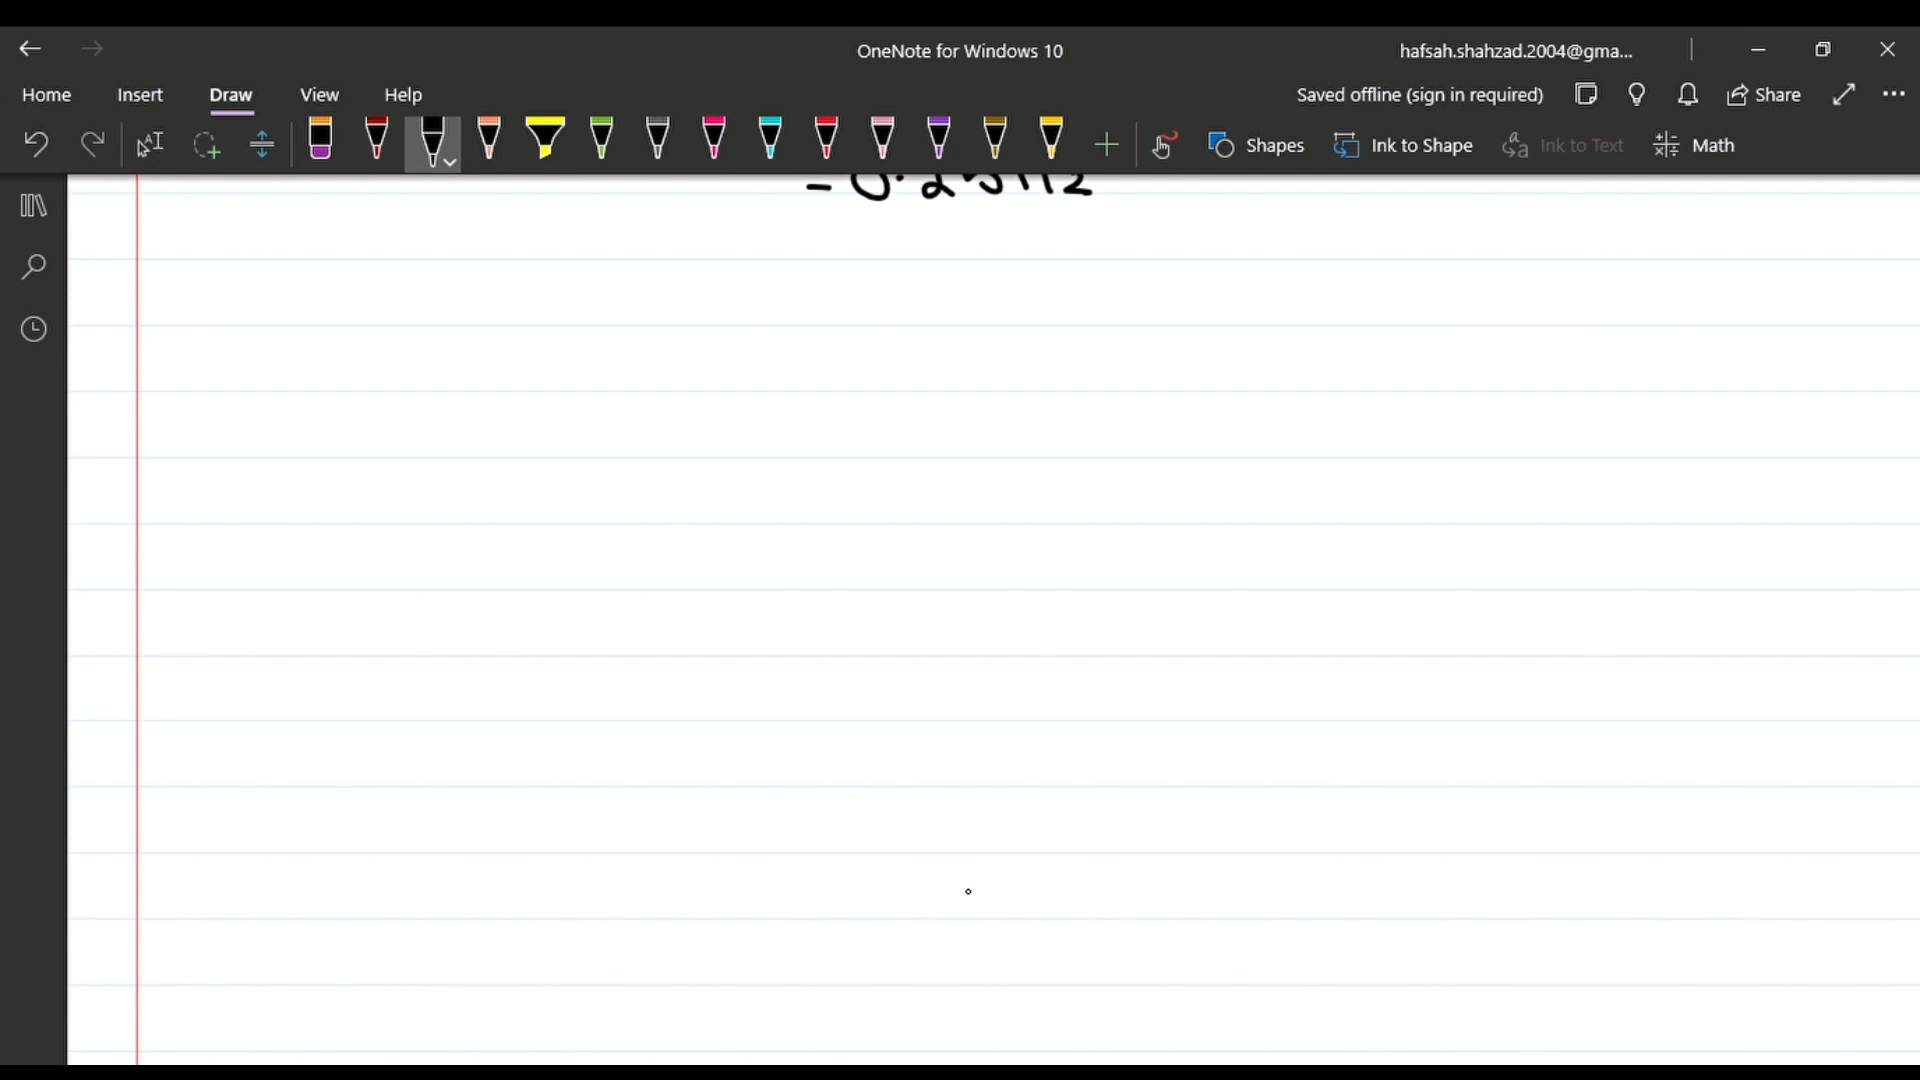 OneNote for Windows 10
hafsah.shahzad.2004@gma...
Home Insert Draw View Help
Saved offline (sign in required)
Share
Shapes
Ink to Shape
Ink to Text
Math